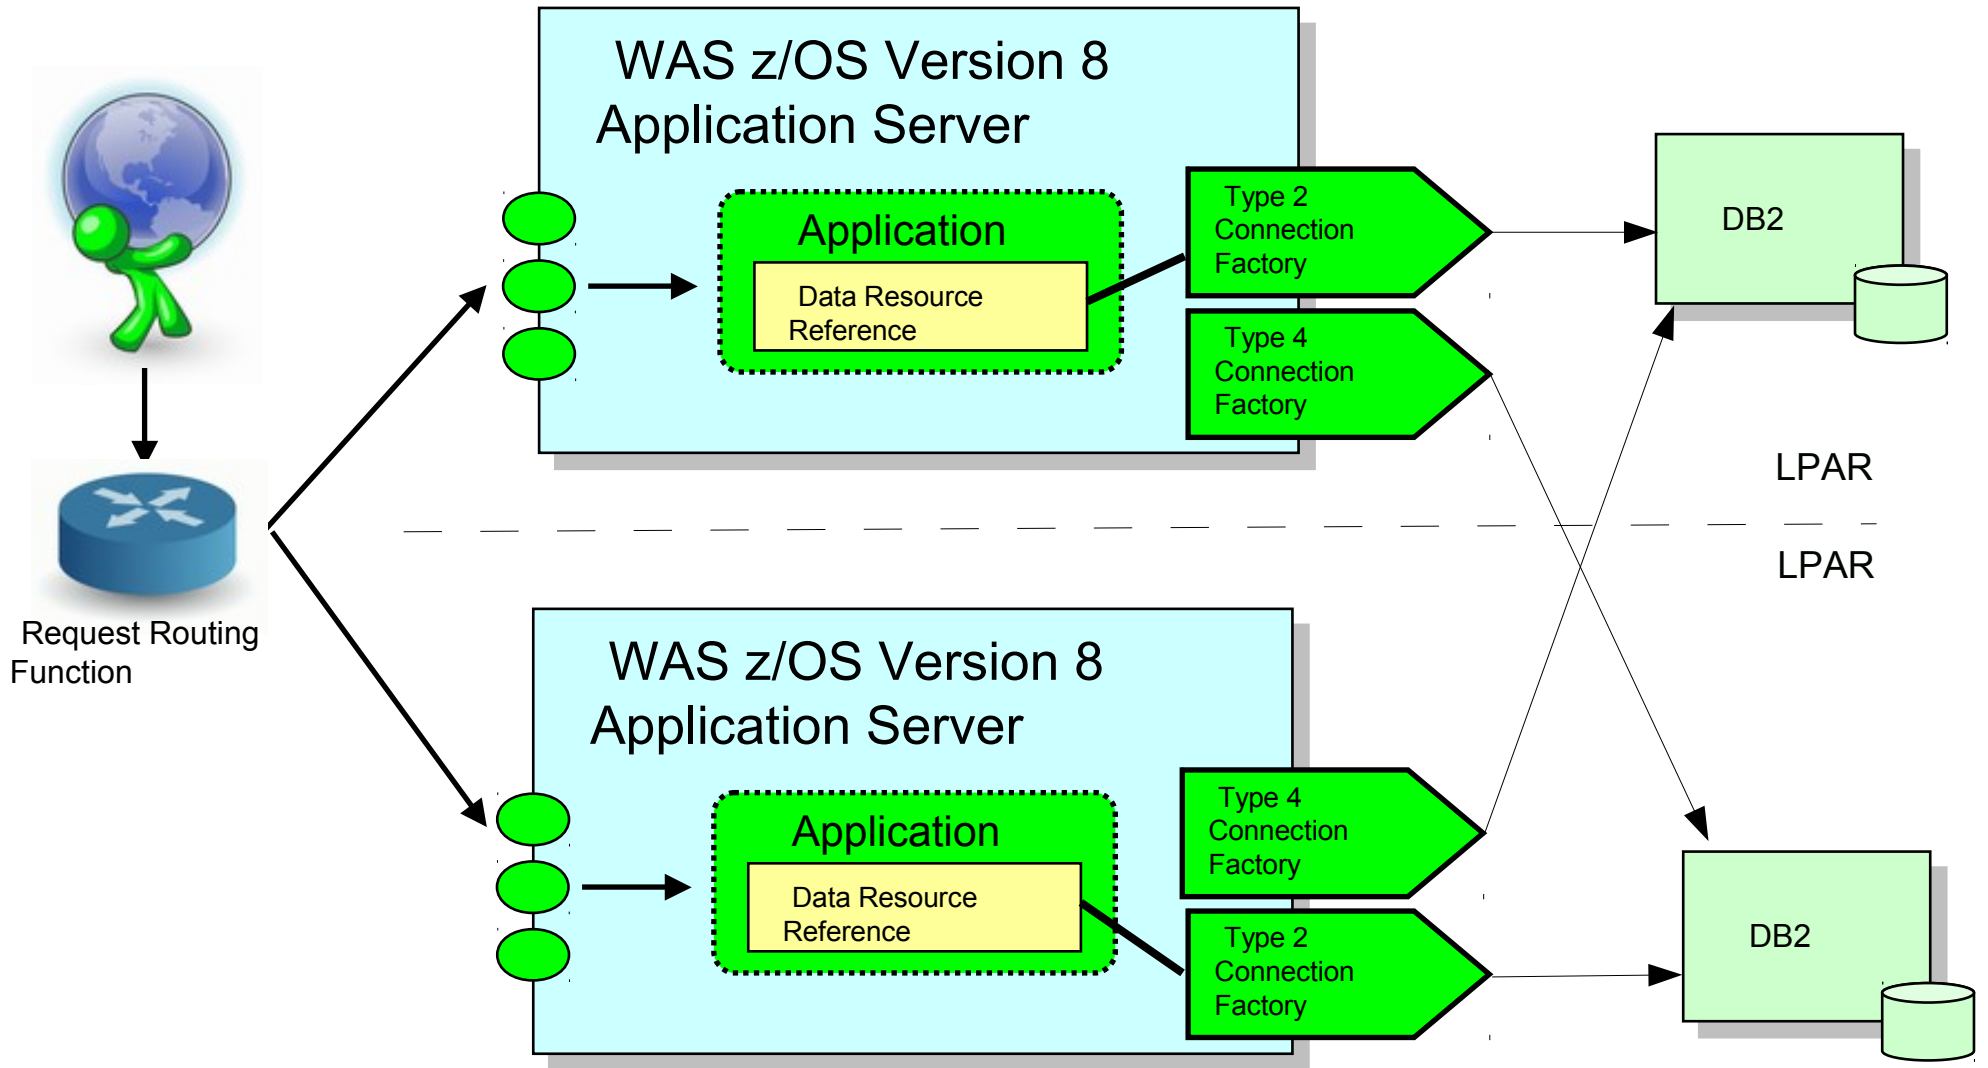 WAS z/OS Version 8
Application Server
Application
Data Resource
Reference
Type 2
Connection
Factory
Type 4
Connection
Factory
DB2
LPAR
LPAR
Request Routing
Function
WAS z/OS Version 8
Application Server
Application
Data Resource
Reference
Type 4
Connection
Factory
Type 2
Connection
Factory
DB2